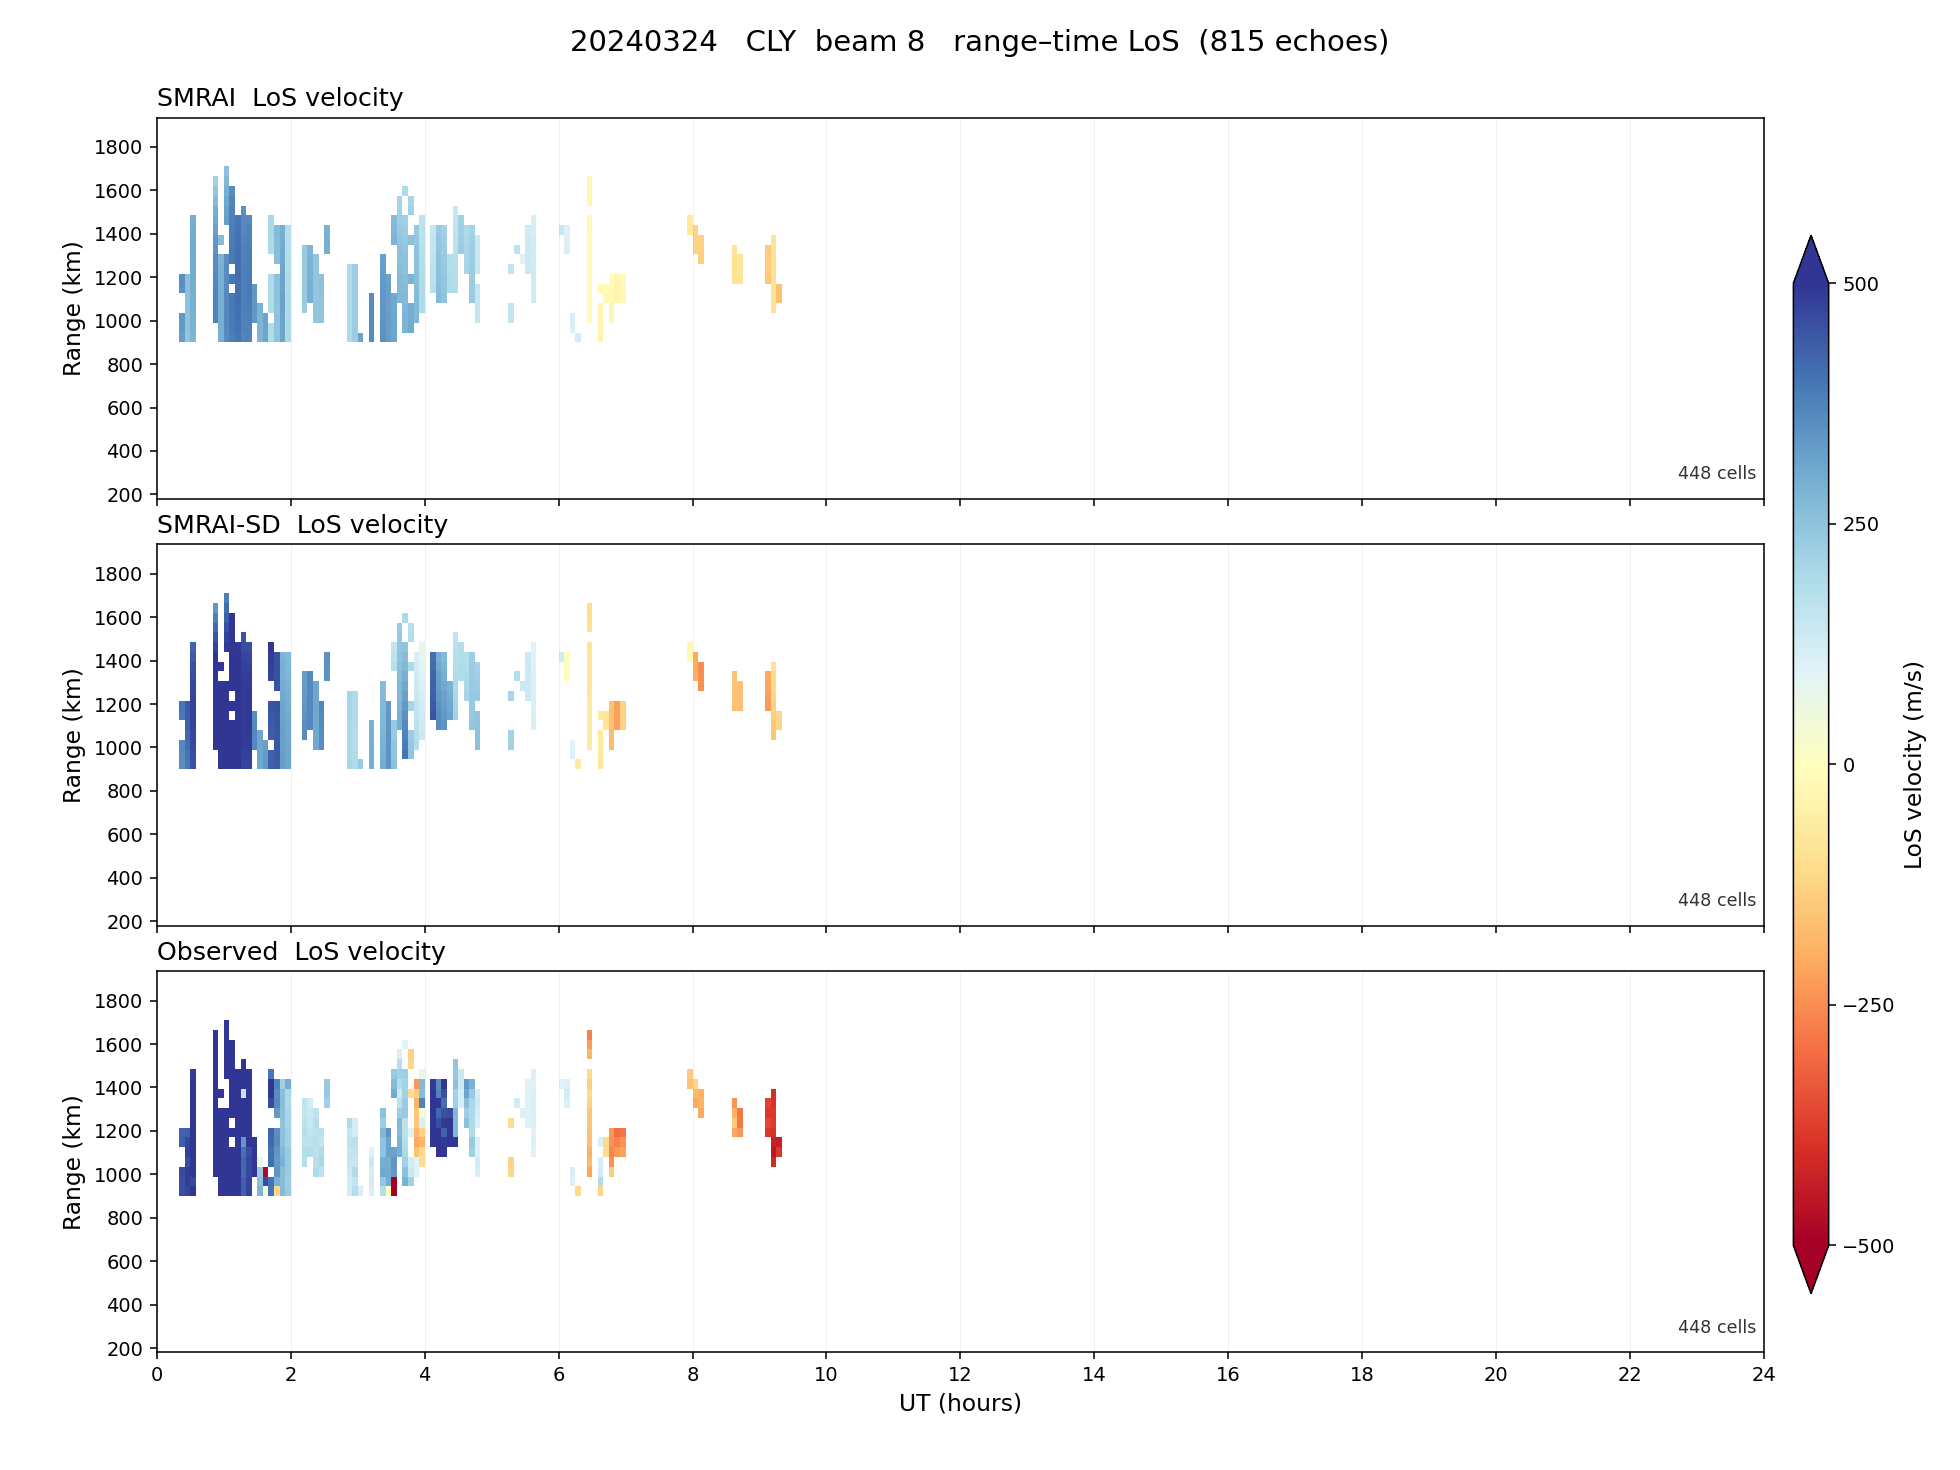 20240324   CLY  beam 8   range–time LoS  (815 echoes)
SMRAI  LoS velocity
Range (km)
1800
1600
1400
1200
1000
800
600
400
200
448 cells
SMRAI-SD  LoS velocity
Range (km)
1800
1600
1400
1200
1000
800
600
400
200
448 cells
Observed  LoS velocity
Range (km)
1800
1600
1400
1200
1000
800
600
400
200
448 cells
0 2 4 6 8 10 12 14 16 18 20 22 24
UT (hours)
500
250
0
−250
−500
LoS velocity (m/s)